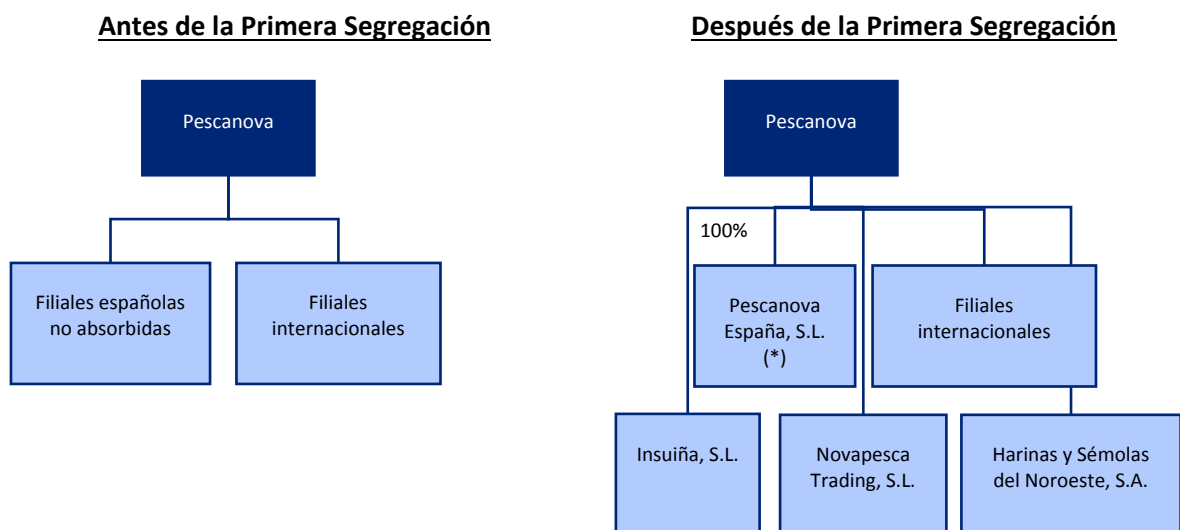 Antes de la Primera Segregación
Pescanova
Filiales españolas
no absorbidas
Filiales
internacionales
Después de la Primera Segregación
Pescanova
100%
Pescanova
España, S.L.
(*)
Filiales
internacionales
Insuiña, S.L.
Novapesca
Trading, S.L.
Harinas y Sémolas
del Noroeste, S.A.